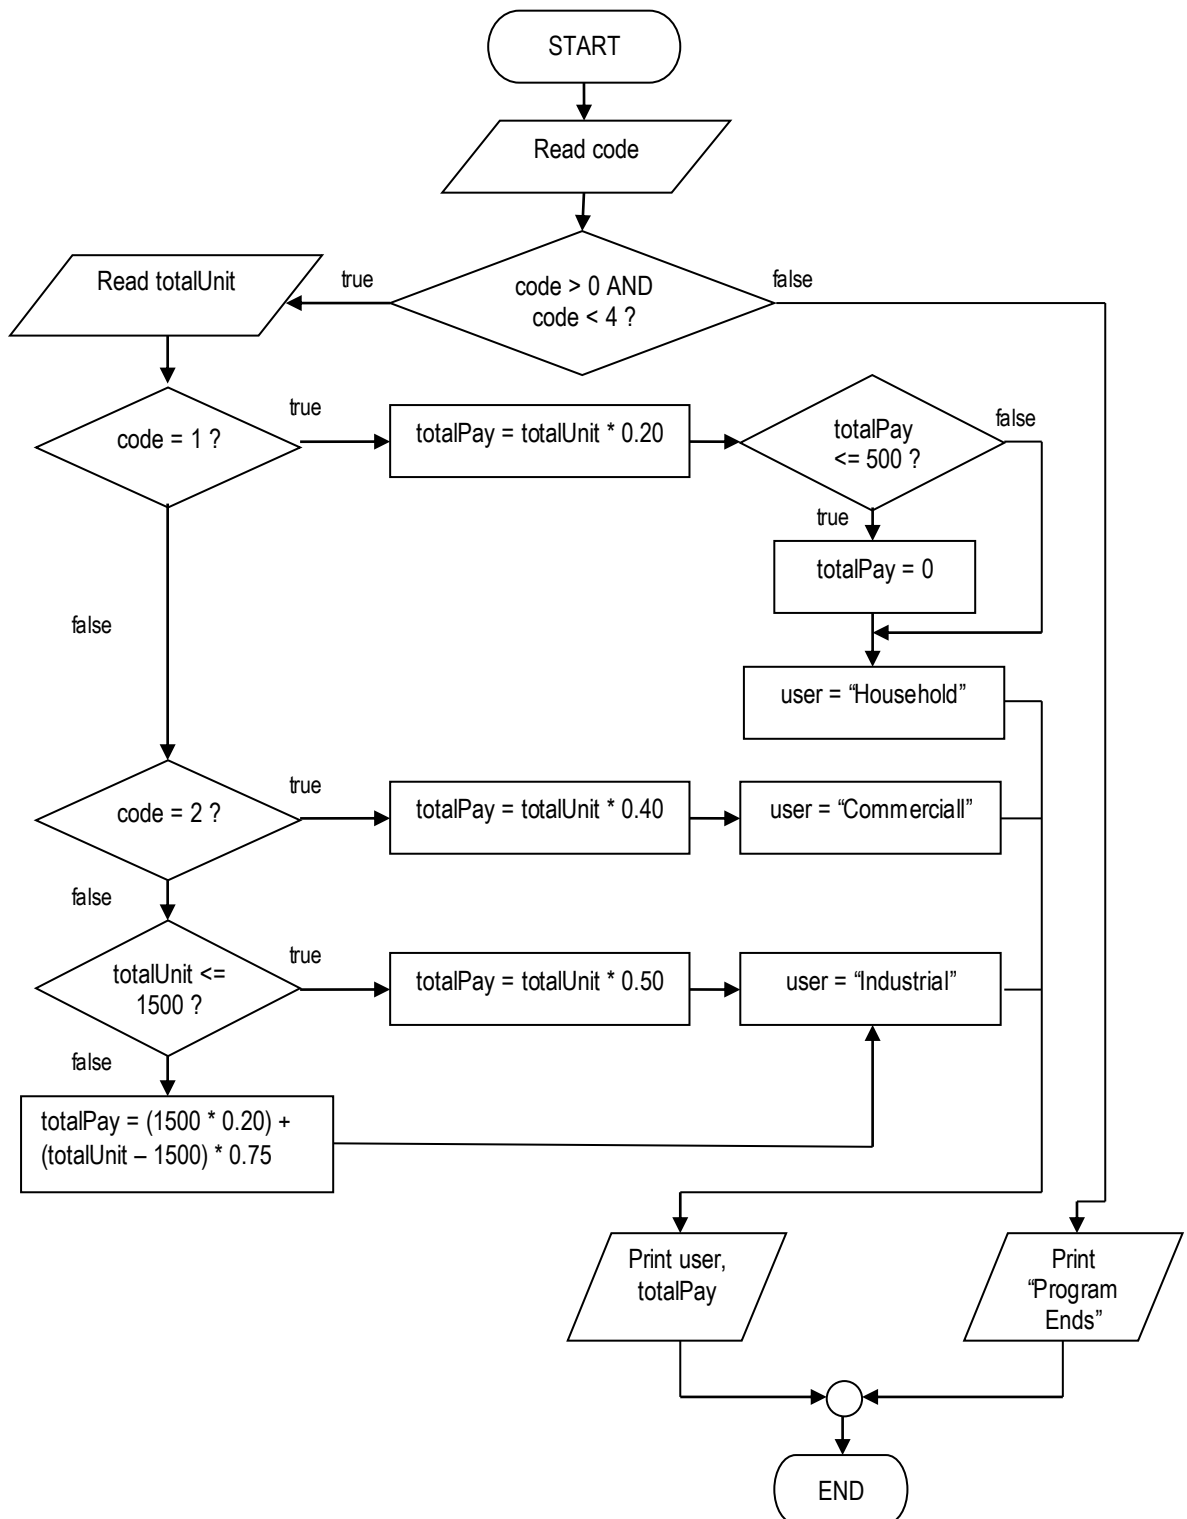 START
Read code
code > 0 AND
code < 4 ?
true
false
Read totalUnit
code = 1 ?
true
false
totalPay = totalUnit * 0.20
totalPay
<= 500 ?
false
true
totalPay = 0
user = “Household”
code = 2 ?
true
false
totalPay = totalUnit * 0.40
user = “Commerciall”
totalUnit <=
1500 ?
true
false
totalPay = totalUnit * 0.50
user = “Industrial”
totalPay = (1500 * 0.20) +
(totalUnit – 1500) * 0.75
Print user,
totalPay
Print
“Program
Ends”
END